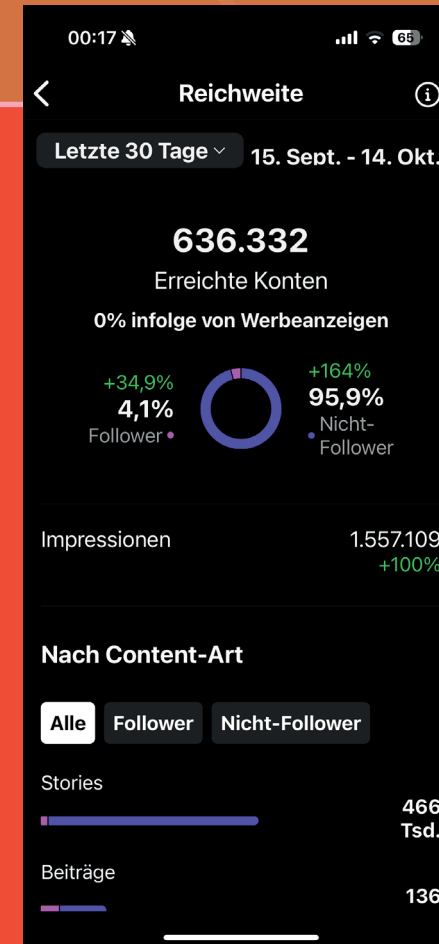 00:17
65
Reichweite
Letzte 30 Tage
15. Sept. - 14. Okt.
636.332
Erreichte Konten
0% infolge von Werbeanzeigen
+34,9%
4,1%
Follower
+164%
95,9%
Nicht-
Follower
Impressionen
1.557.109
+100%
Nach Content-Art
Alle
Follower
Nicht-Follower
Stories
466
Tsd.
Beiträge
136